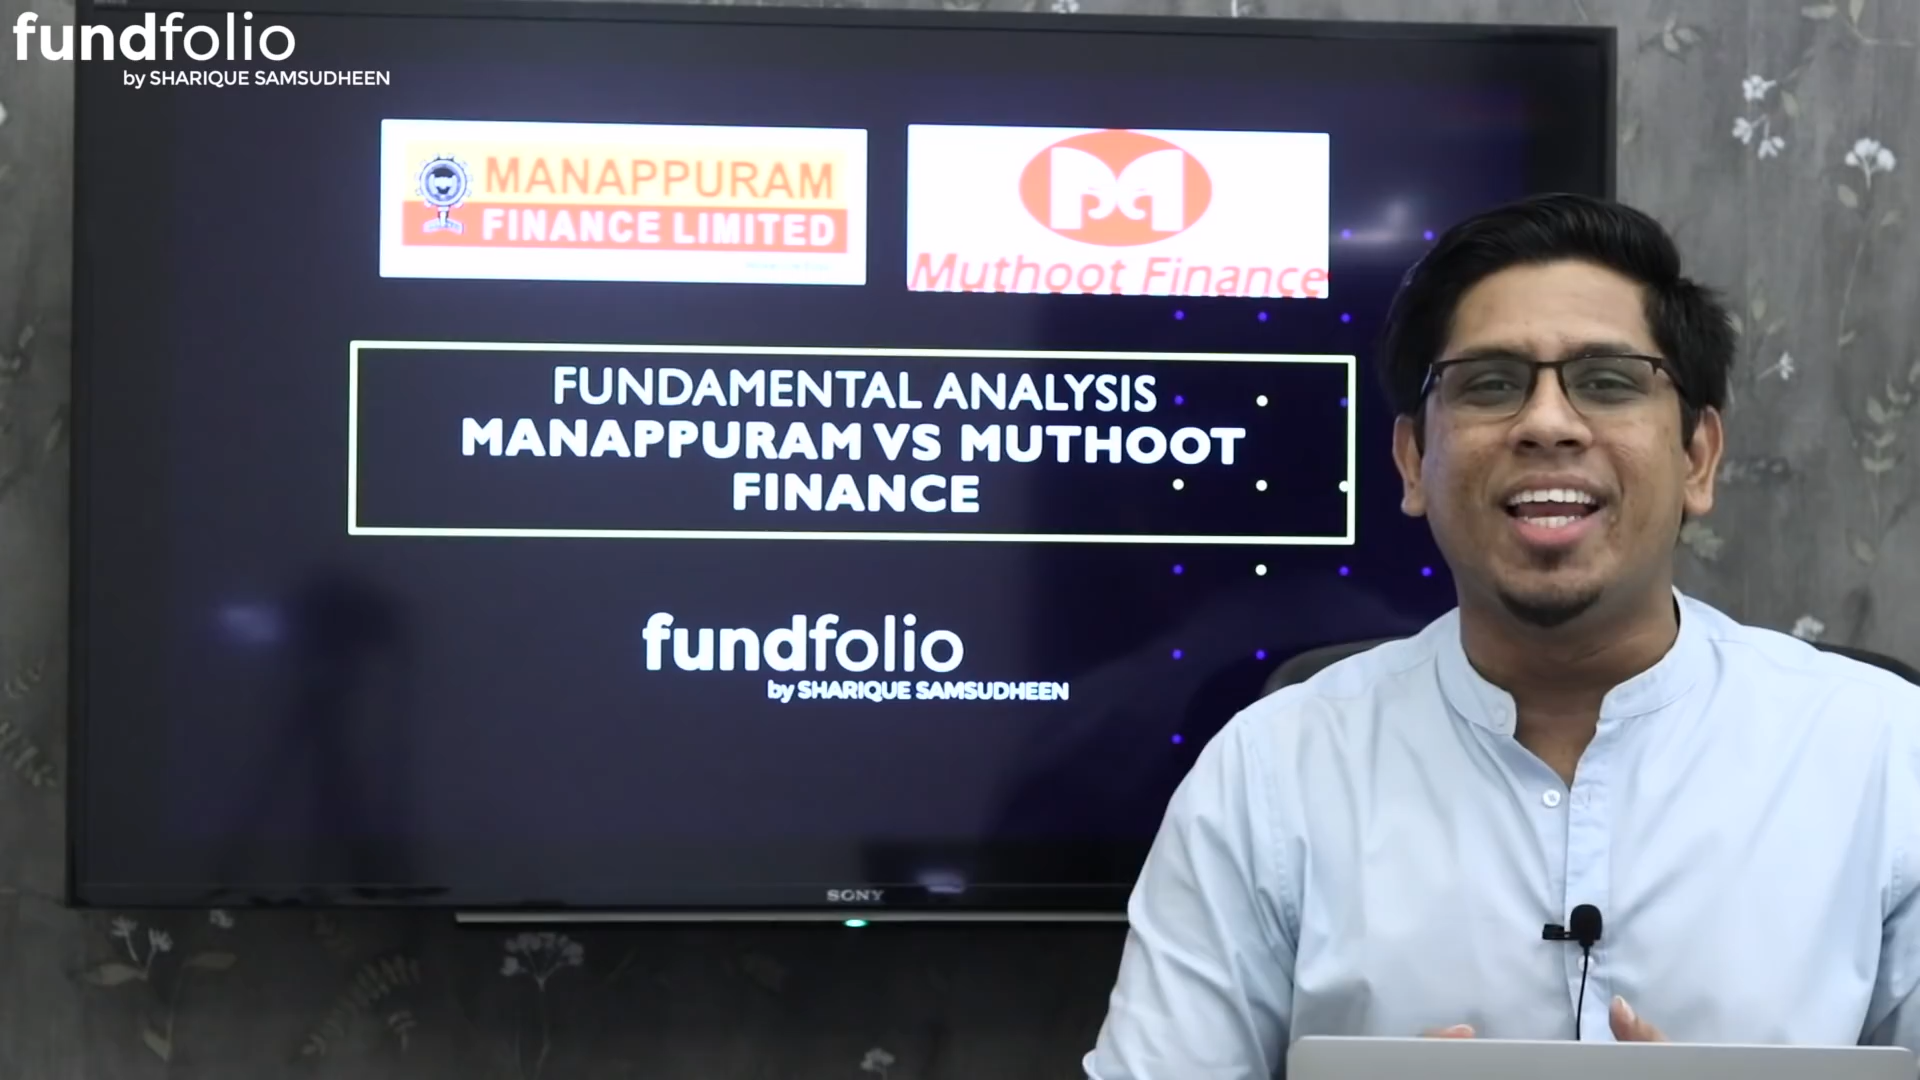 fundfolio
by SHARIQUE SAMSUDHEEN
MANAPPURAM
FINANCE LIMITED
Muthoot Finance
FUNDAMENTAL ANALYSIS
MANAPPURAM VS MUTHOOT
FINANCE
fundfolio
by SHARIQUE SAMSUDHEEN
SONY